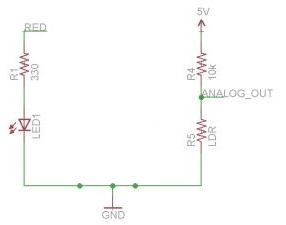 5V
RED
R1
330
R4
10k
ANALOG_OUT
LED1
R5
LDR
GND